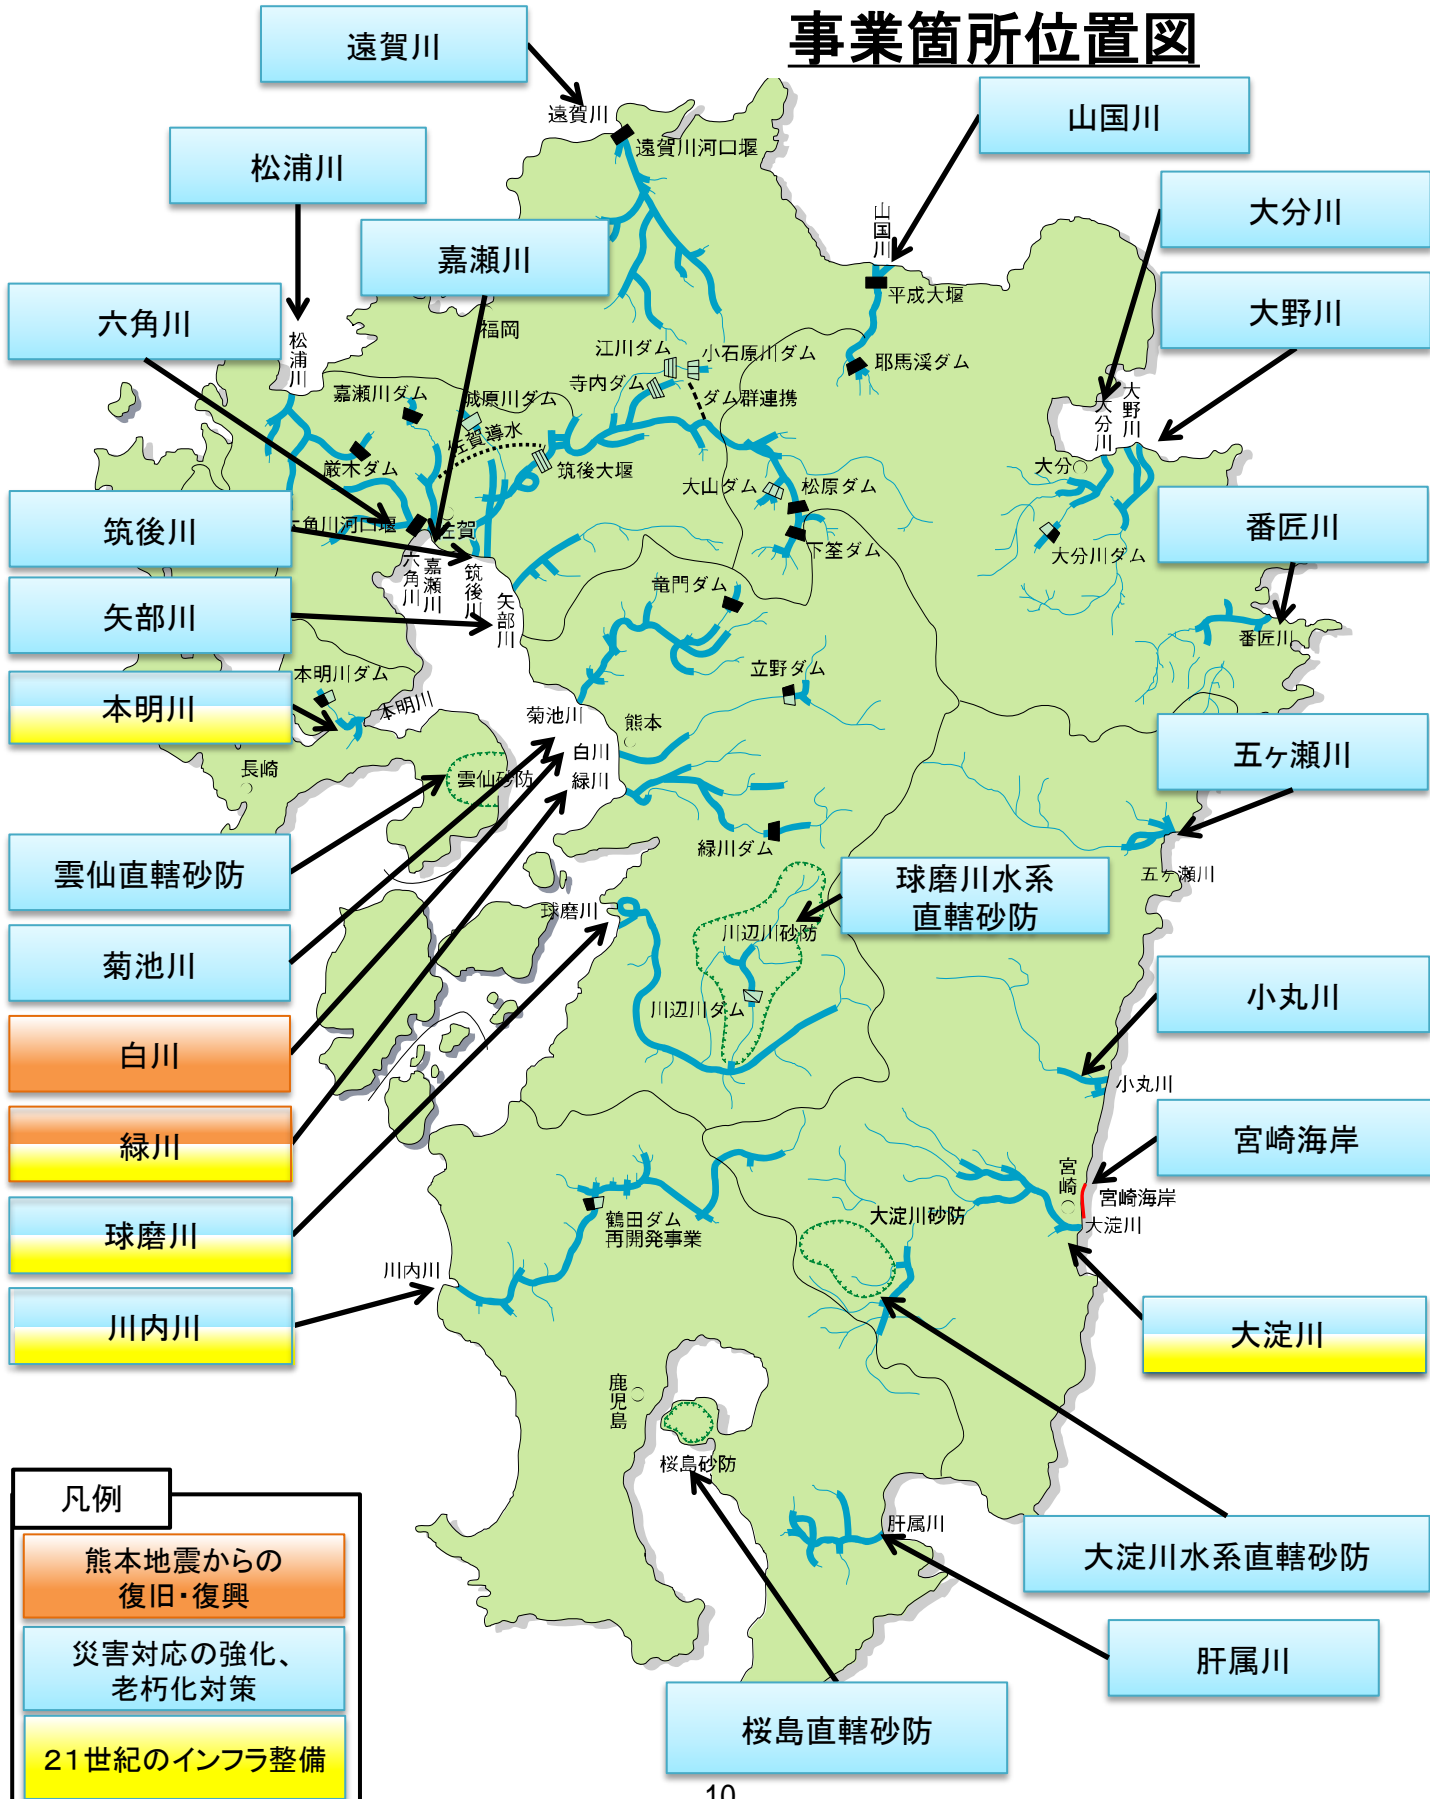 事業箇所位置図
遠賀川
山国川
松浦川
大分川
嘉瀬川
大野川
六角川
筑後川
番匠川
矢部川
本明川
五ヶ瀬川
雲仙直轄砂防
球磨川水系
直轄砂防
菊池川
小丸川
白川
緑川
宮崎海岸
球磨川
川内川
大淀川
大淀川水系直轄砂防
肝属川
桜島直轄砂防
遠賀川
遠賀川河口堰
山国川
平成大堰
耶馬渓ダム
松浦川
福岡
江川ダム
小石原川ダム
寺内ダム
ダム群連携
嘉瀬川ダム
城原川ダム
佐賀導水
厳木ダム
筑後大堰
大山ダム
松原ダム
下筌ダム
大野川
大分川
大分
大分川ダム
六角川河口堰
佐賀
六角川
嘉瀬川
筑後川
矢部川
竜門ダム
番匠川
本明川ダム
本明川
立野ダム
菊池川
熊本
白川
緑川
長崎
雲仙砂防
緑川ダム
五ヶ瀬川
球磨川
川辺川砂防
川辺川ダム
小丸川
宮崎
宮崎海岸
大淀川
大淀川砂防
鶴田ダム
再開発事業
川内川
鹿児島
桜島砂防
肝属川
凡例
熊本地震からの
復旧・復興
災害対応の強化、
老朽化対策
21世紀のインフラ整備
10